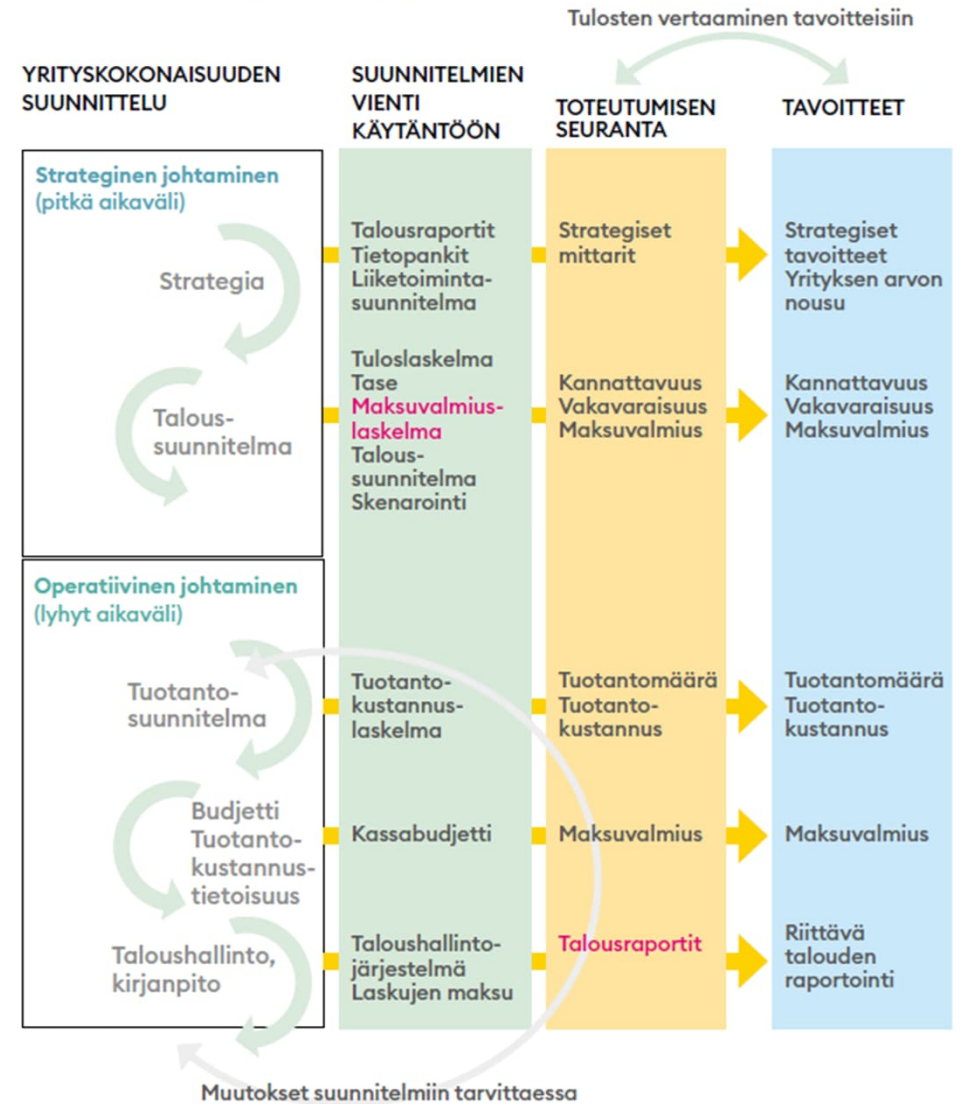 Tulosten vertaaminen tavoitteisiin
YRITYSKOKONAISUUDEN
SUUNNITTELU
SUUNNITELMIEN
VIENTI
KÄYTÄNTÖÖN
TOTEUTUMISEN
SEURANTA
TAVOITTEET
Strateginen johtaminen
(pitkä aikaväli)
Strategia
Talousraportit
Tietopankit
Liiketoiminta-
suunnitelma
Strategiset
mittarit
Strategiset
tavoitteet
Yrityksen arvon
nousu
Talous-
suunnitelma
Tuloslaskelma
Tase
Maksuvalmius-
laskelma
Talous-
suunnitelma
Skenarointi
Kannattavuus
Vakavaraisuus
Maksuvalmius
Kannattavuus
Vakavaraisuus
Maksuvalmius
Operatiivinen johtaminen
(lyhyt aikaväli)
Tuotanto-
suunnitelma
Tuotanto-
kustannus-
laskelma
Tuotantomäärä
Tuotanto-
kustannus
Tuotantomäärä
Tuotanto-
kustannus
Budjetti
Tuotanto-
kustannus-
tietoisuus
Kassabudjetti
Maksuvalmius
Maksuvalmius
Taloushallinto,
kirjanpito
Taloushallinto-
järjestelmä
Laskujen maksu
Talousraportit
Riittävä
talouden
raportointi
Muutokset suunnitelmiin tarvittaessa